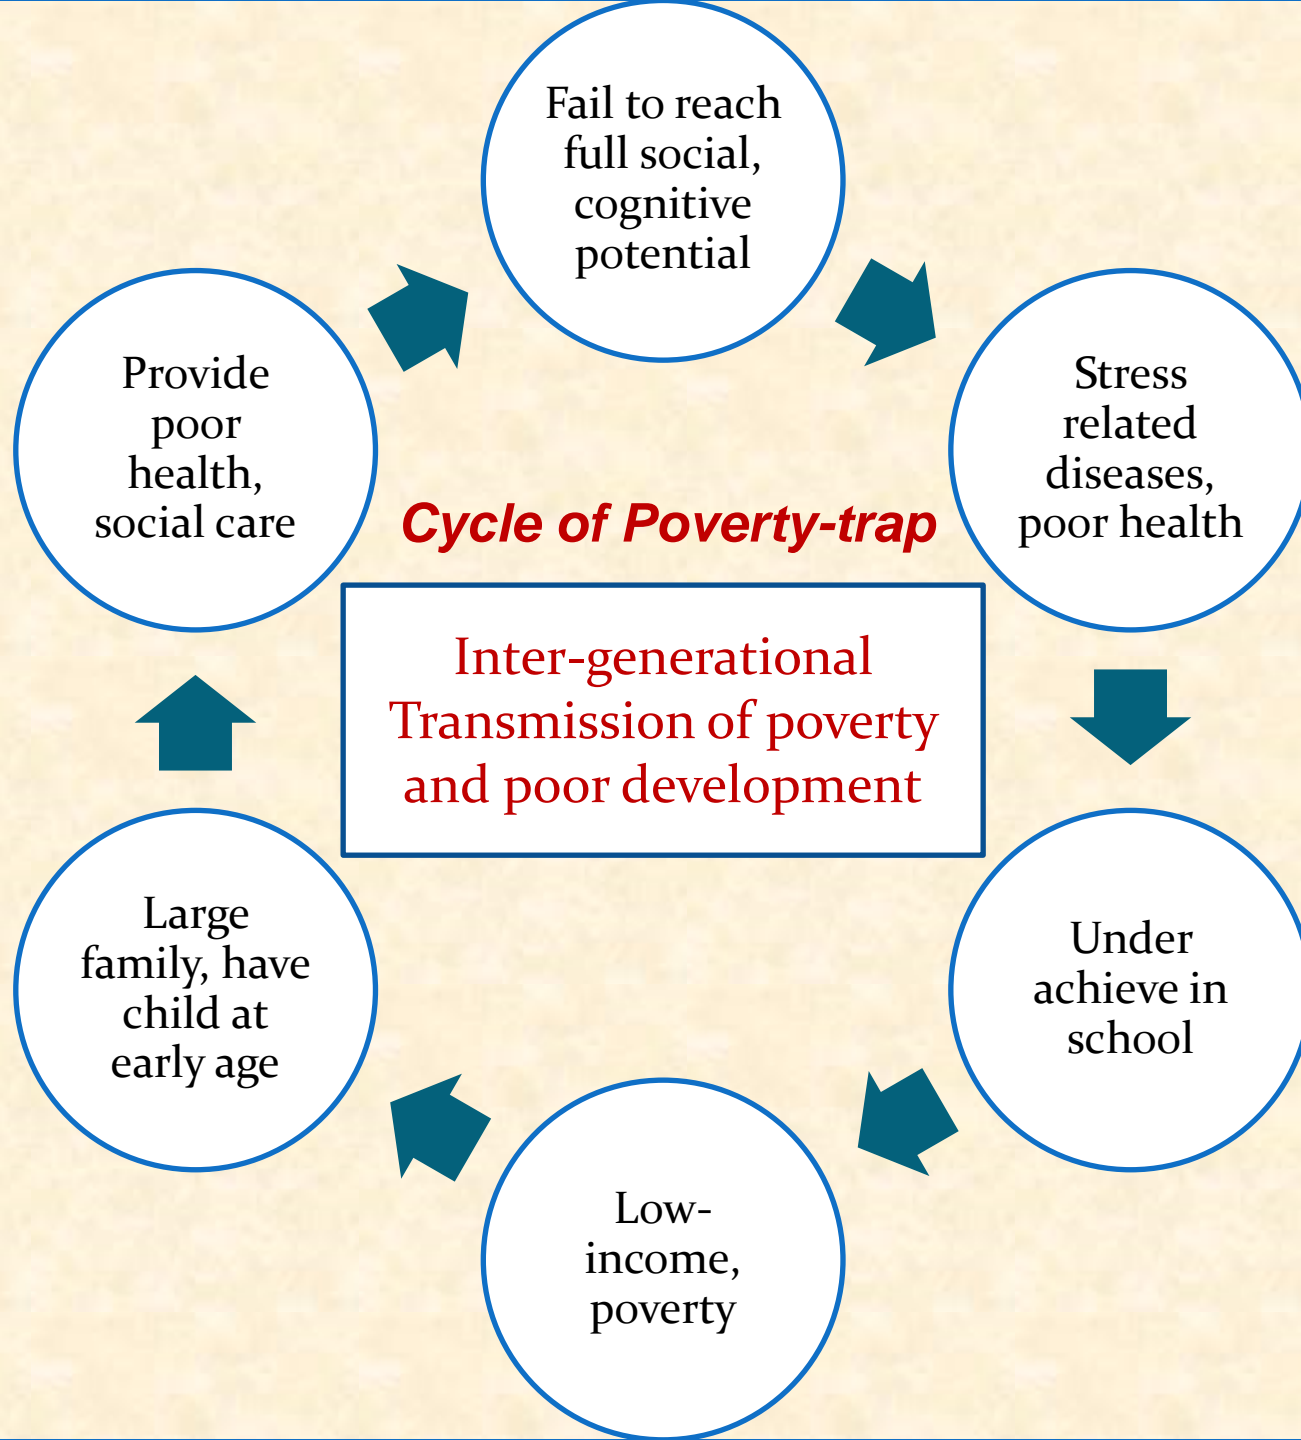 Fail to reach
full social,
cognitive
potential
Stress
related
diseases,
poor health
Under
achieve in
school
Low-
income,
poverty
Large
family, have
child at
early age
Provide
poor
health,
social care
Cycle of Poverty-trap
Inter-generational
Transmission of poverty
and poor development